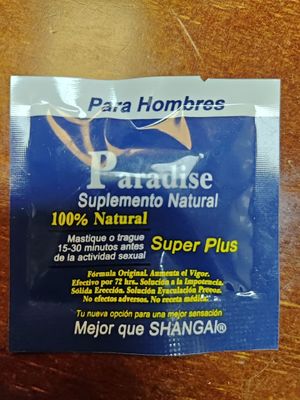 Para Hombres
Paradise
Suplemento Natural
100% Natural
Mastique o trague
15-30 minutos antes
de la actividad sexual
Super Plus
Fórmula Original. Aumenta el Vigor.
Efectivo por 72 hrs. Solución a la Impotencia.
Sólida Erección. Solución Eyaculación Precoz.
No efectos adversos. No receta médica.
Tu nueva opción para una mejor sensación
Mejor que SHANGAI®